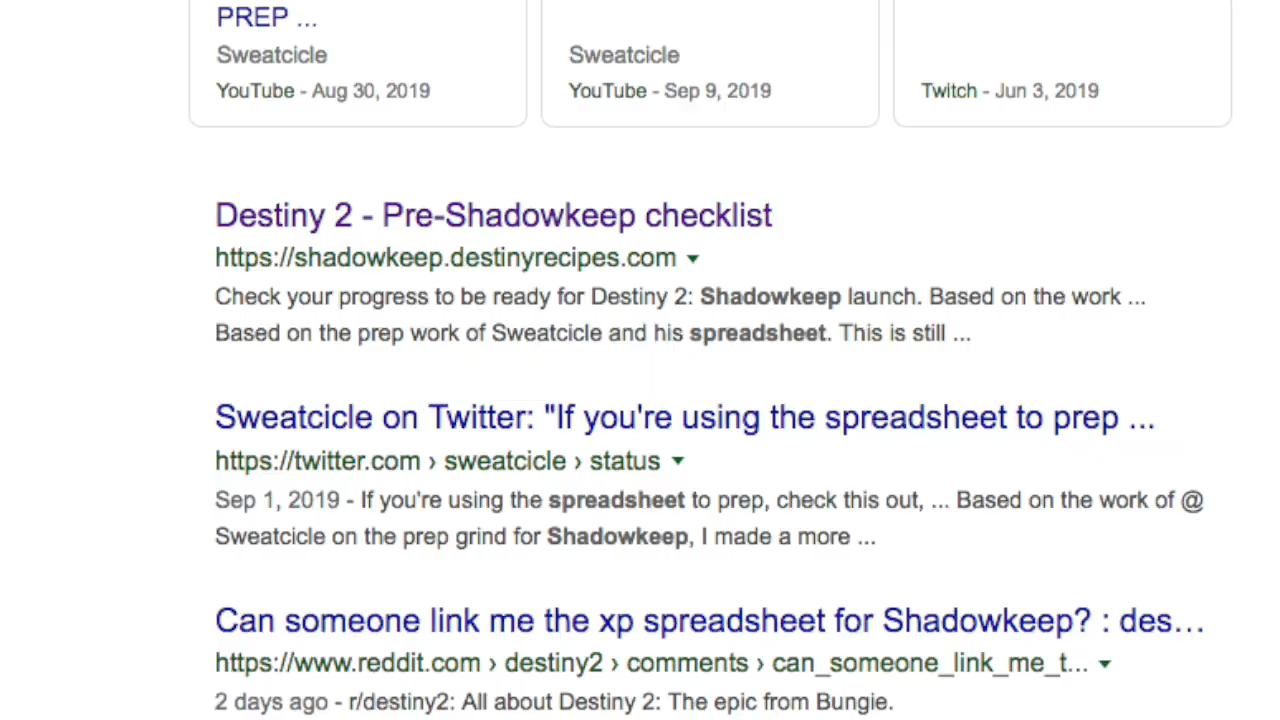 PREP ...
Sweatcicle
Sweatcicle
YouTube - Aug 30, 2019
YouTube - Sep 9, 2019
Twitch - Jun 3, 2019
Destiny 2 - Pre-Shadowkeep checklist
https://shadowkeep.destinyrecipes.com
Check your progress to be ready for Destiny 2: Shadowkeep launch. Based on the work ...
Based on the prep work of Sweatcicle and his spreadsheet. This is still ...
Sweatcicle on Twitter: "If you're using the spreadsheet to prep ...
https://twitter.com › sweatcicle › status
Sep 1, 2019 - If you're using the spreadsheet to prep, check this out, ... Based on the work of @
Sweatcicle on the prep grind for Shadowkeep, I made a more ...
Can someone link me the xp spreadsheet for Shadowkeep? : des...
https://www.reddit.com › destiny2 › comments › can_someone_link_me_t...
2 days ago - r/destiny2: All about Destiny 2: The epic from Bungie.